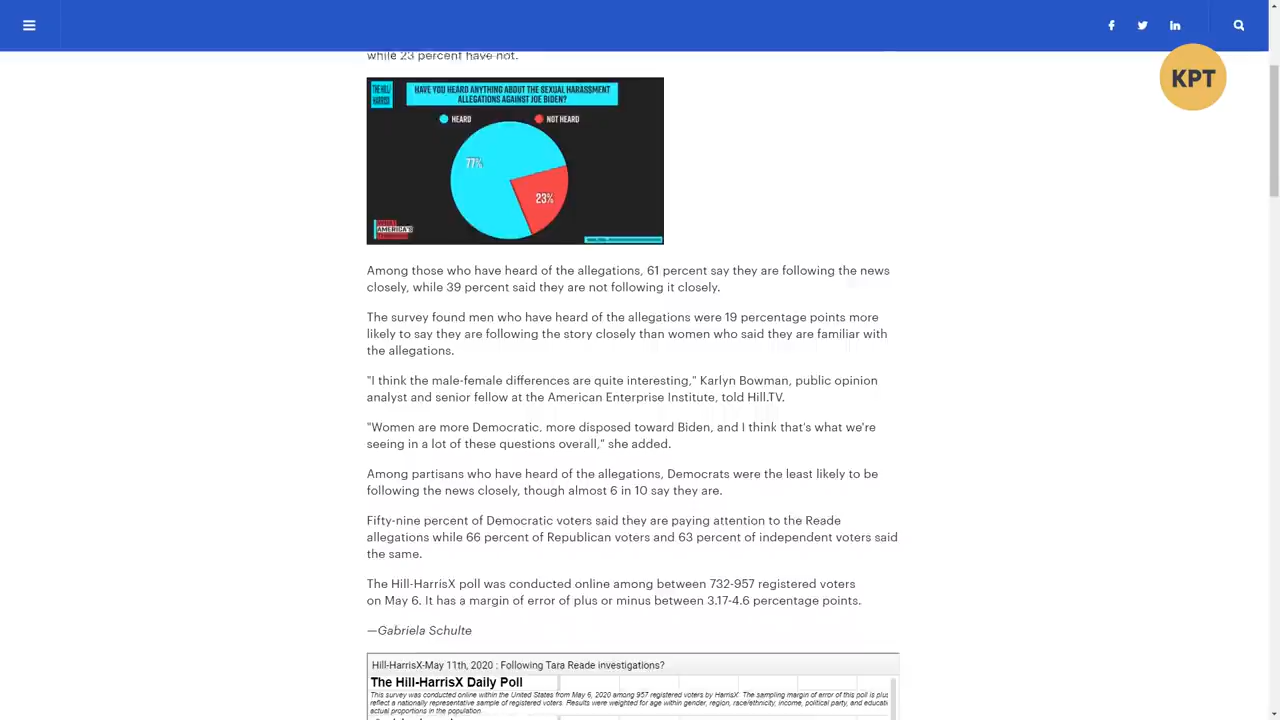 KPT
while 23 percent have not.
THE HILL/
HARRISX
HAVE YOU HEARD ANYTHING ABOUT THE SEXUAL HARASSMENT
ALLEGATIONS AGAINST JOE BIDEN?
HEARD
NOT HEARD
77%
23%
AMERICA'S
Among those who have heard of the allegations, 61 percent say they are following the news
closely, while 39 percent said they are not following it closely.
The survey found men who have heard of the allegations were 19 percentage points more
likely to say they are following the story closely than women who said they are familiar with
the allegations.
"I think the male-female differences are quite interesting," Karlyn Bowman, public opinion
analyst and senior fellow at the American Enterprise Institute, told Hill.TV.
"Women are more Democratic, more disposed toward Biden, and I think that's what we're
seeing in a lot of these questions overall," she added.
Among partisans who have heard of the allegations, Democrats were the least likely to be
following the news closely, though almost 6 in 10 say they are.
Fifty-nine percent of Democratic voters said they are paying attention to the Reade
allegations while 66 percent of Republican voters and 63 percent of independent voters said
the same.
The Hill-HarrisX poll was conducted online among between 732-957 registered voters
on May 6. It has a margin of error of plus or minus between 3.17-4.6 percentage points.
—Gabriela Schulte
Hill-HarrisX-May 11th, 2020 : Following Tara Reade investigations?
The Hill-HarrisX Daily Poll
This survey was conducted online within the United States from May 6, 2020 among 957 registered voters by HarrisX. The sampling margin of error of this poll is plus
reflect a nationally representative sample of registered voters. Results were weighted for age within gender, region, race/ethnicity, income, political party, and educati
actual proportions in the population.